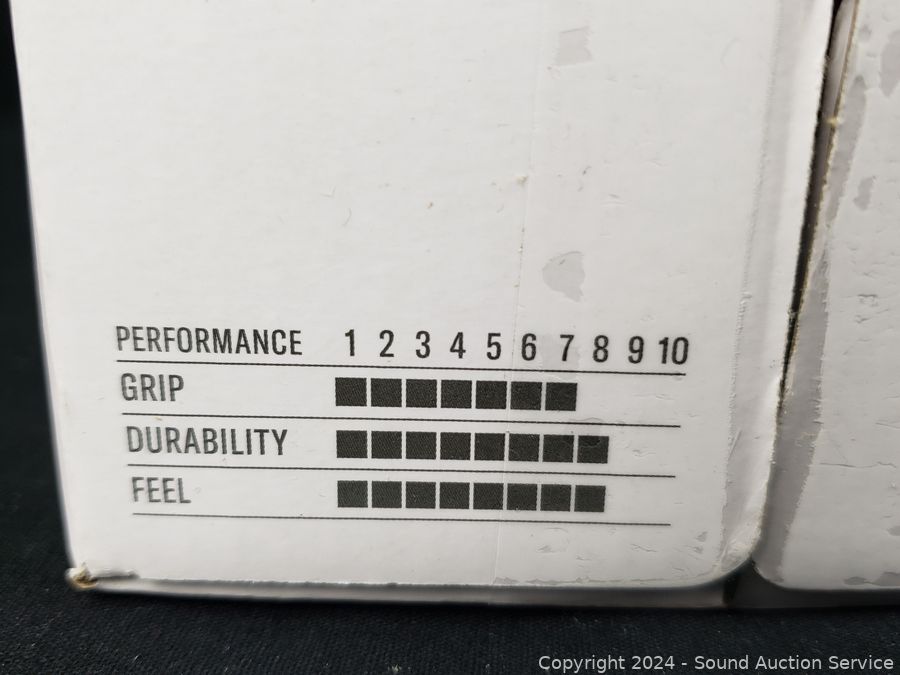 PERFORMANCE 1 2 3 4 5 6 7 8 9 10
GRIP
DURABILITY
FEEL
Copyright 2024 - Sound Auction Service